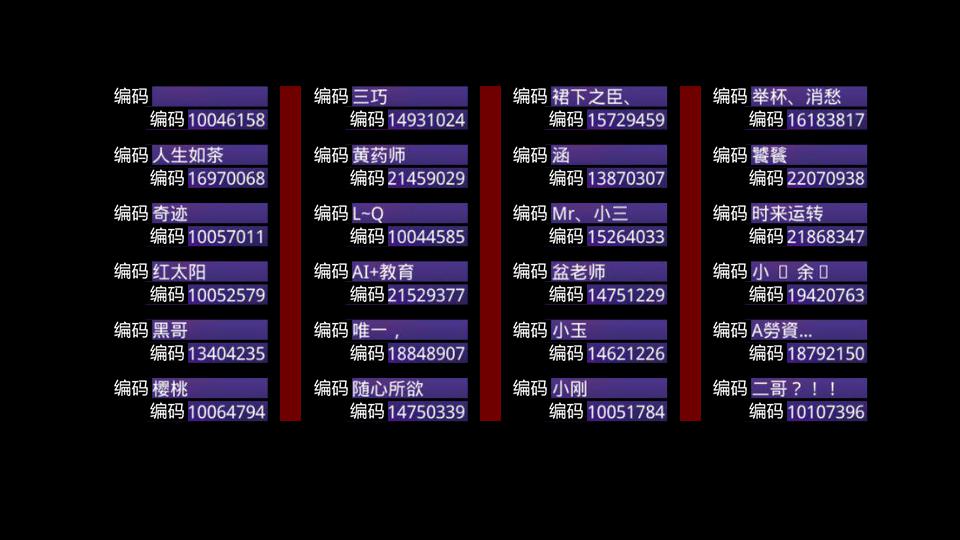 编码
编码 10046158
编码 人生如茶
编码 16970068
编码 奇迹
编码 10057011
编码 红太阳
编码 10052579
编码 黑哥
编码 13404235
编码 樱桃
编码 10064794
编码 三巧
编码 14931024
编码 黄药师
编码 21459029
编码 L~Q
编码 10044585
编码 AI+教育
编码 21529377
编码 唯一，
编码 18848907
编码 随心所欲
编码 14750339
编码 裙下之臣、
编码 15729459
编码 涵
编码 13870307
编码 Mr、小三
编码 15264033
编码 盆老师
编码 14751229
编码 小玉
编码 14621226
编码 小刚
编码 10051784
编码 举杯、消愁
编码 16183817
编码 饕餮
编码 22070938
编码 时来运转
编码 21868347
编码 小 余
编码 19420763
编码 A勞資...
编码 18792150
编码 二哥？！！
编码 10107396